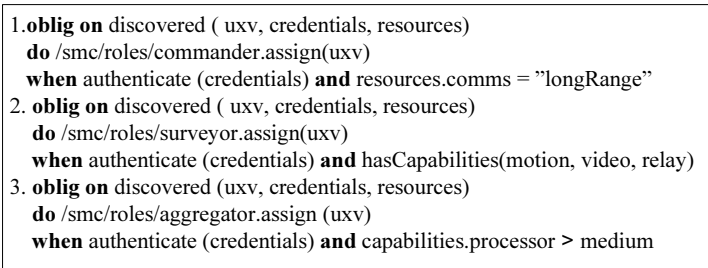 1.oblig on discovered ( uxv, credentials, resources)
do /smc/roles/commander.assign(uxv)
when authenticate (credentials) and resources.comms = ”longRange”
2. oblig on discovered ( uxv, credentials, resources)
do /smc/roles/surveyor.assign(uxv)
when authenticate (credentials) and hasCapabilities(motion, video, relay)
3. oblig on discovered (uxv, credentials, resources)
do /smc/roles/aggregator.assign (uxv)
when authenticate (credentials) and capabilities.processor > medium